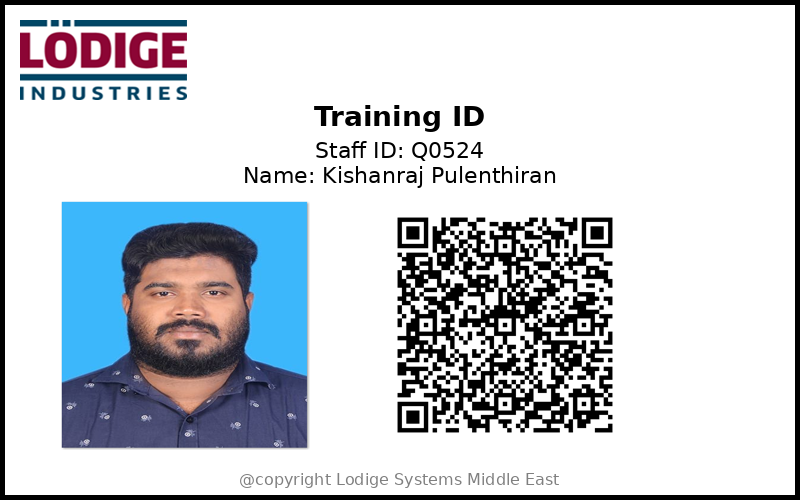 LÖDIGE
INDUSTRIES
Training ID
Staff ID: Q0524
Name: Kishanraj Pulenthiran
@copyright Lodige Systems Middle East